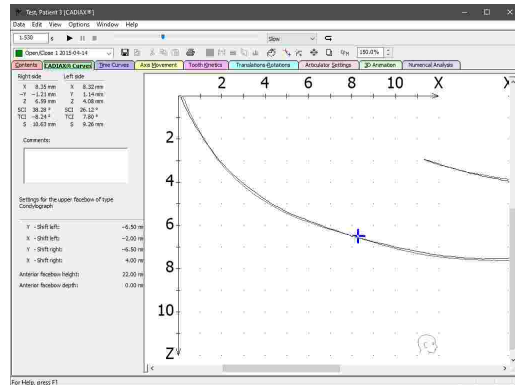 Test, Patient 3 [CADIAX®]
Data Edit View Options Window Help
1.530 s Slow
Open/Close 1 2015-04-14 150.0%
Contents CADIAX® Curves Time Curves Axis Movement Tooth Kinetics Translations-Rotations Articulator Settings 3D Animation Numerical Analysis
Right side Left side
X 8.35 mm X 8.32 mm
-Y -1.21 mm Y 1.14 mm
Z 6.59 mm Z 4.08 mm
SCI 38.28 ° SCI 26.12 °
TCI -8.24 ° TCI 7.80 °
S 10.63 mm S 9.26 mm
Comments:
Settings for the upper facebow of type
Condylograph
Y - Shift left: -6.50 m
X - Shift left: -2.00 m
Y - Shift right: -6.50 m
X - Shift right: 4.00 m
Anterior facebow height: 22.00 m
Anterior facebow depth: 0.00 m
2 4 6 8 10 X X
2
4
6
8
10
Z
For Help, press F1